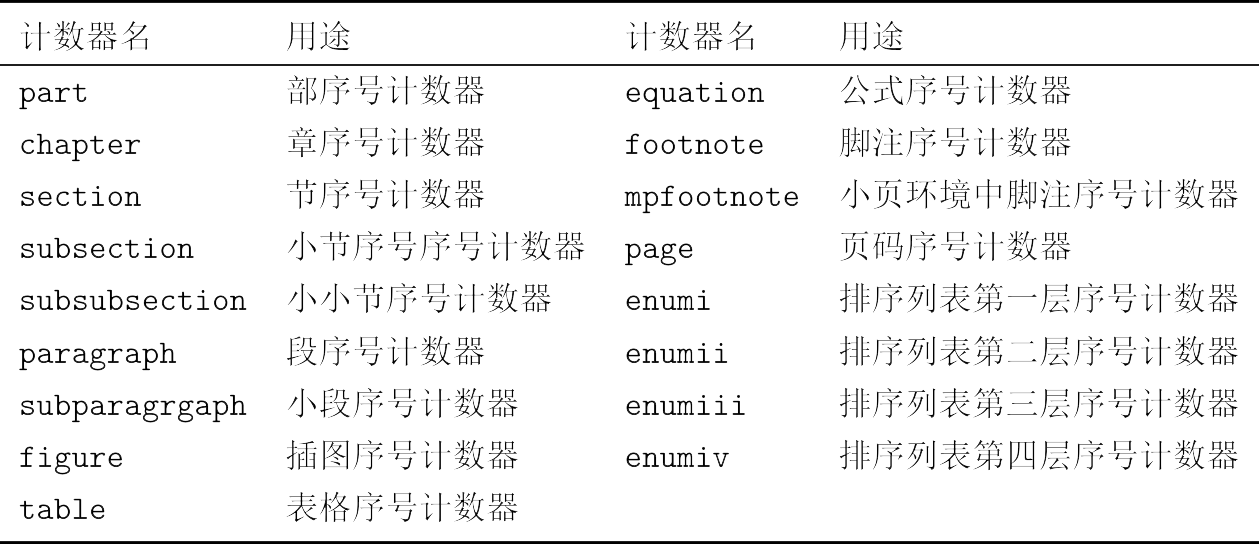 计数器名 用途 计数器名 用途
part 部序号计数器 equation 公式序号计数器
chapter 章序号计数器 footnote 脚注序号计数器
section 节序号计数器 mpfootnote 小页环境中脚注序号计数器
subsection 小节序号序号计数器 page 页码序号计数器
subsubsection 小小节序号计数器 enumi 排序列表第一层序号计数器
paragraph 段序号计数器 enumii 排序列表第二层序号计数器
subparagrgaph 小段序号计数器 enumiii 排序列表第三层序号计数器
figure 插图序号计数器 enumiv 排序列表第四层序号计数器
table 表格序号计数器